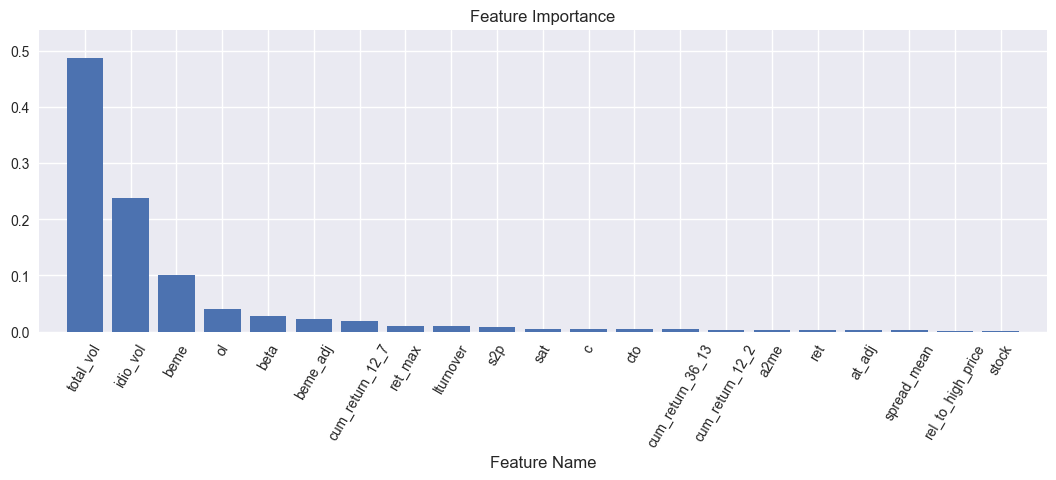 Feature Importance
0.5
0.4
0.3
0.2
0.1
0.0
total_vol
idio_vol
beme
ol
beta
beme_adj
cum_return_12_7
ret_max
lturnover
s2p
sat
c
cto
cum_return_36_13
cum_return_12_2
a2me
ret
at_adj
spread_mean
rel_to_high_price
stock
Feature Name